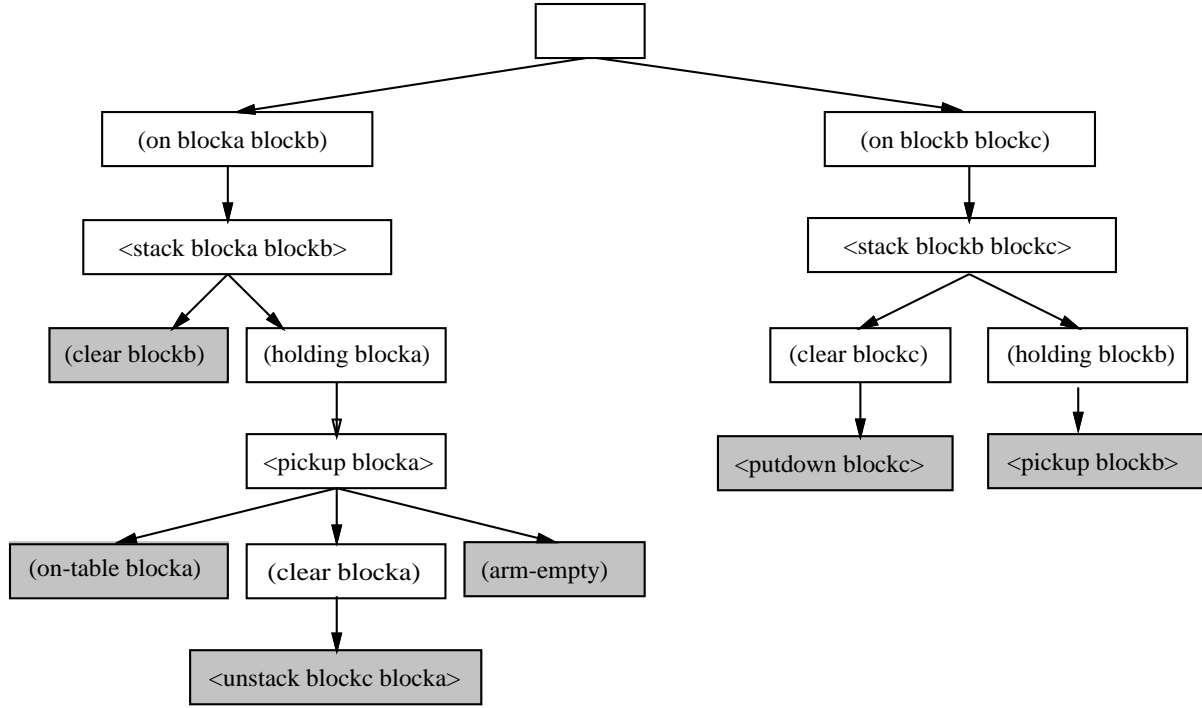 (on blocka blockb)
(on blockb blockc)
<stack blocka blockb>
<stack blockb blockc>
(clear blockb)
(holding blocka)
(clear blockc)
(holding blockb)
<pickup blocka>
<putdown blockc>
<pickup blockb>
(on-table blocka)
(clear blocka)
(arm-empty)
<unstack blockc blocka>